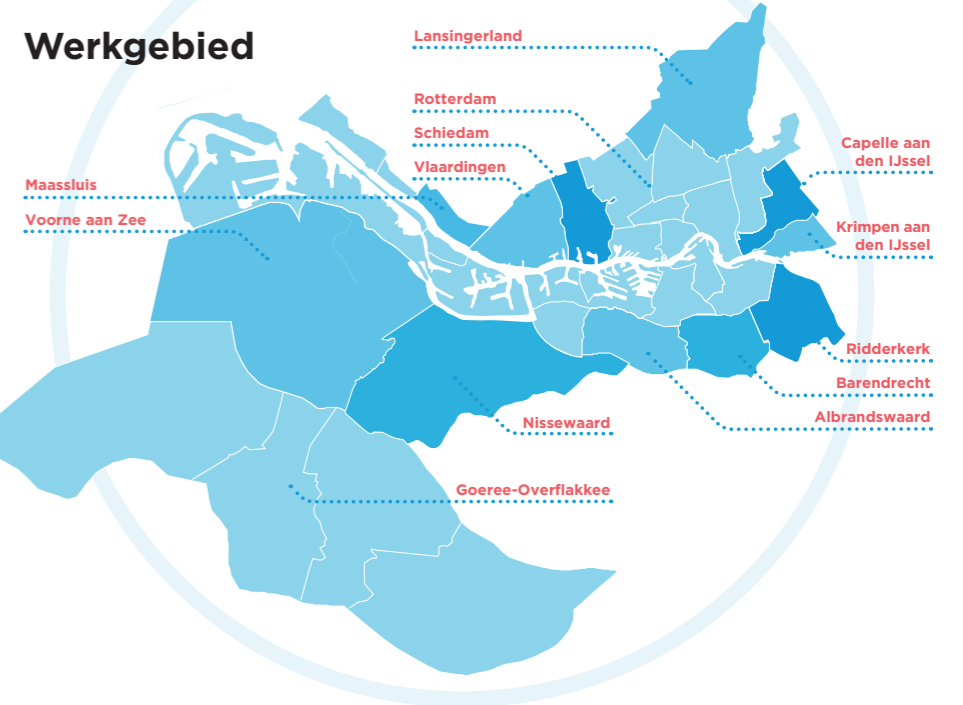 Werkgebied
Lansingerland
Rotterdam
Schiedam
Vlaardingen
Maassluis
Voorne aan Zee
Capelle aan
den IJssel
Krimpen aan
den IJssel
Ridderkerk
Barendrecht
Albrandswaard
Nissewaard
Goeree-Overflakkee